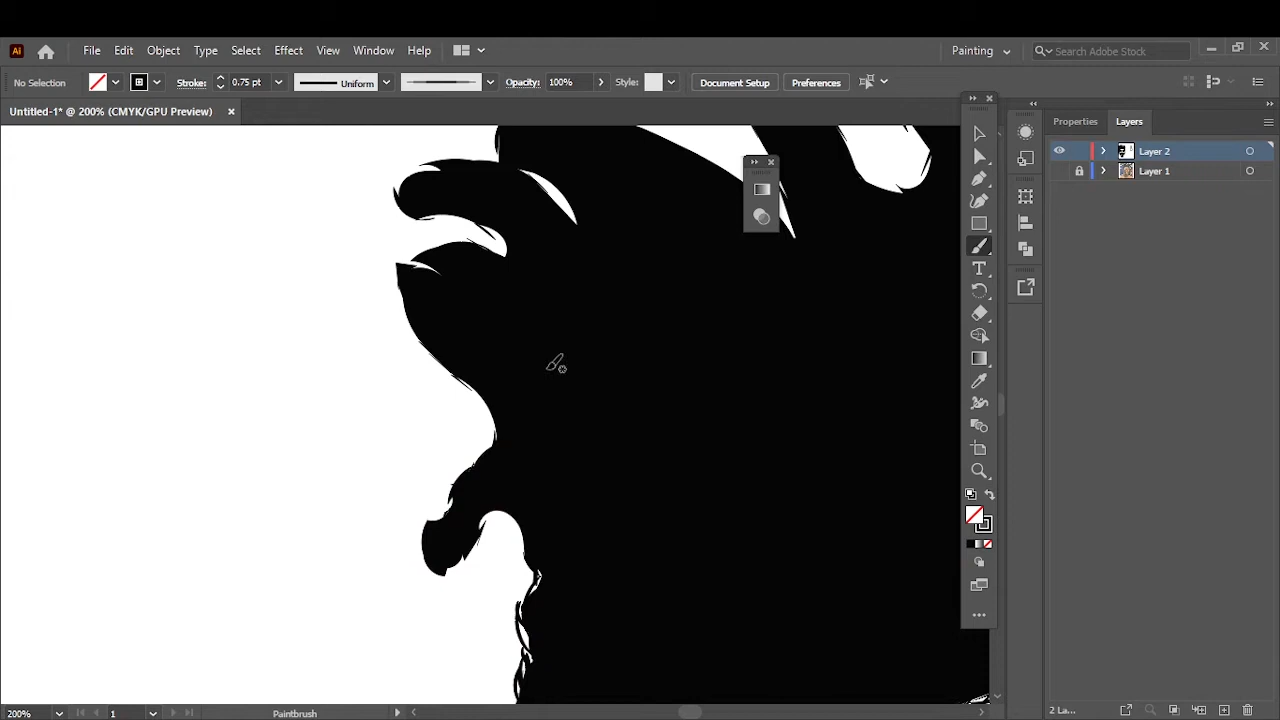 Ai File Edit Object Type Select Effect View Window Help Painting Search Adobe Stock
No Selection Stroke: 0.75 pt Uniform Opacity: 100% Style: Document Setup Preferences
Untitled-1* @ 200% (CMYK/GPU Preview)
Properties Layers
Layer 2
Layer 1
200% 1 Paintbrush 2 La...